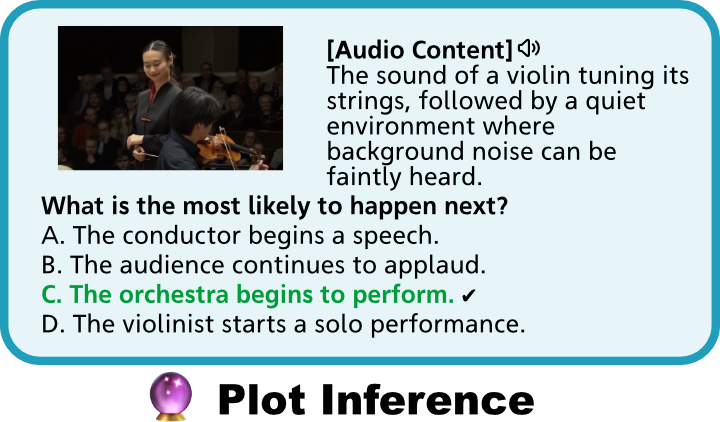 [Audio Content]
The sound of a violin tuning its
strings, followed by a quiet
environment where
background noise can be
faintly heard.
What is the most likely to happen next?
A. The conductor begins a speech.
B. The audience continues to applaud.
C. The orchestra begins to perform. ✔
D. The violinist starts a solo performance.
Plot Inference